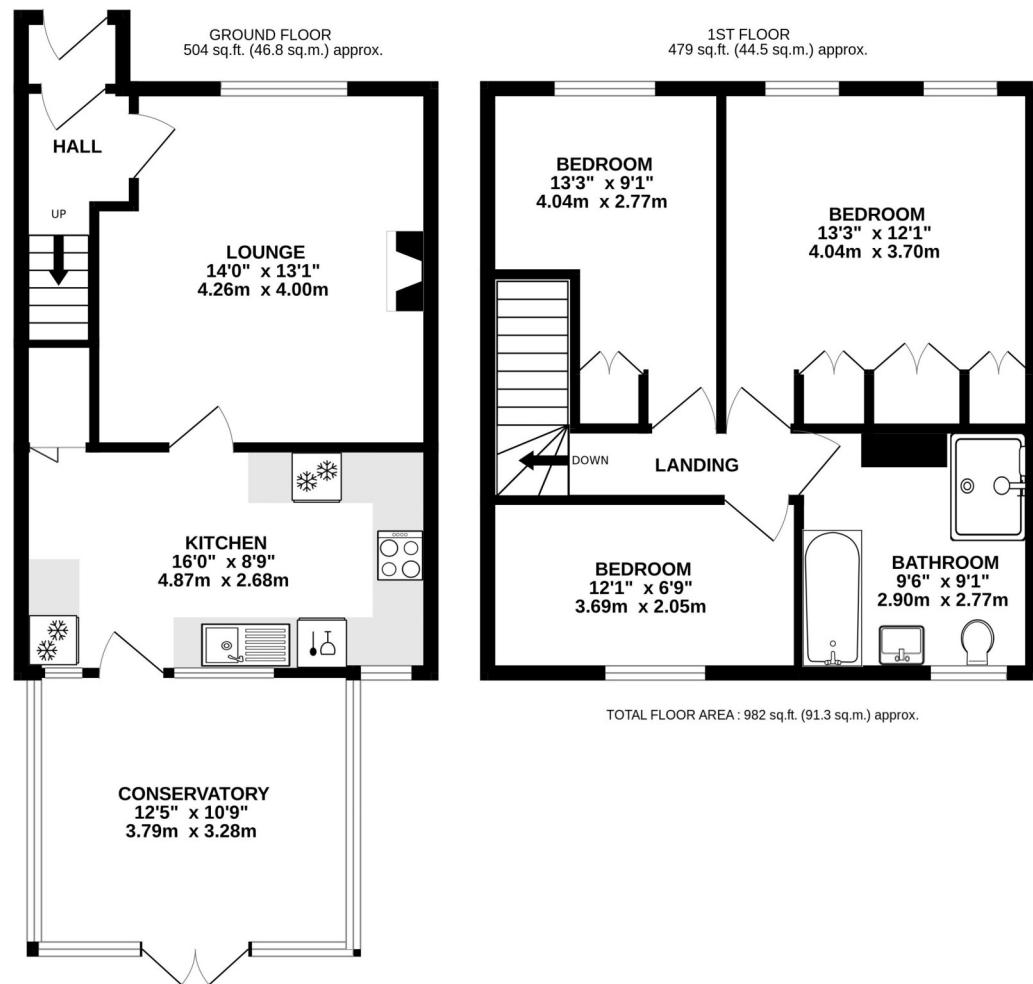 GROUND FLOOR
504 sq.ft. (46.8 sq.m.) approx.
HALL
UP
LOUNGE
14'0" x 13'1"
4.26m x 4.00m
KITCHEN
16'0" x 8'9"
4.87m x 2.68m
CONSERVATORY
12'5" x 10'9"
3.79m x 3.28m
1ST FLOOR
479 sq.ft. (44.5 sq.m.) approx.
BEDROOM
13'3" x 9'1"
4.04m x 2.77m
BEDROOM
13'3" x 12'1"
4.04m x 3.70m
DOWN
LANDING
BEDROOM
12'1" x 6'9"
3.69m x 2.05m
BATHROOM
9'6" x 9'1"
2.90m x 2.77m
TOTAL FLOOR AREA : 982 sq.ft. (91.3 sq.m.) approx.